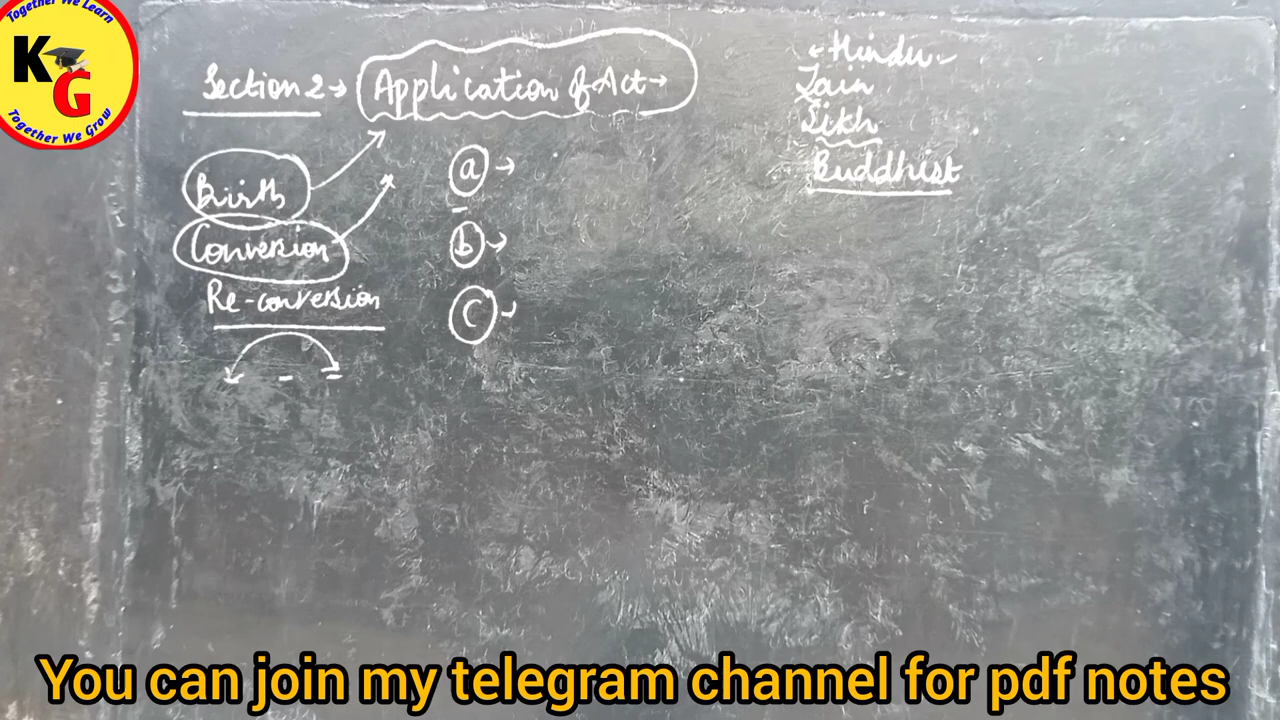 Together We Learn
KG
Together We Grow
Section 2 → Application of Act →
Birth
Conversion
Re-conversion
a →
b →
c →
Hindu
Jain
Sikh
Buddhist
You can join my telegram channel for pdf notes